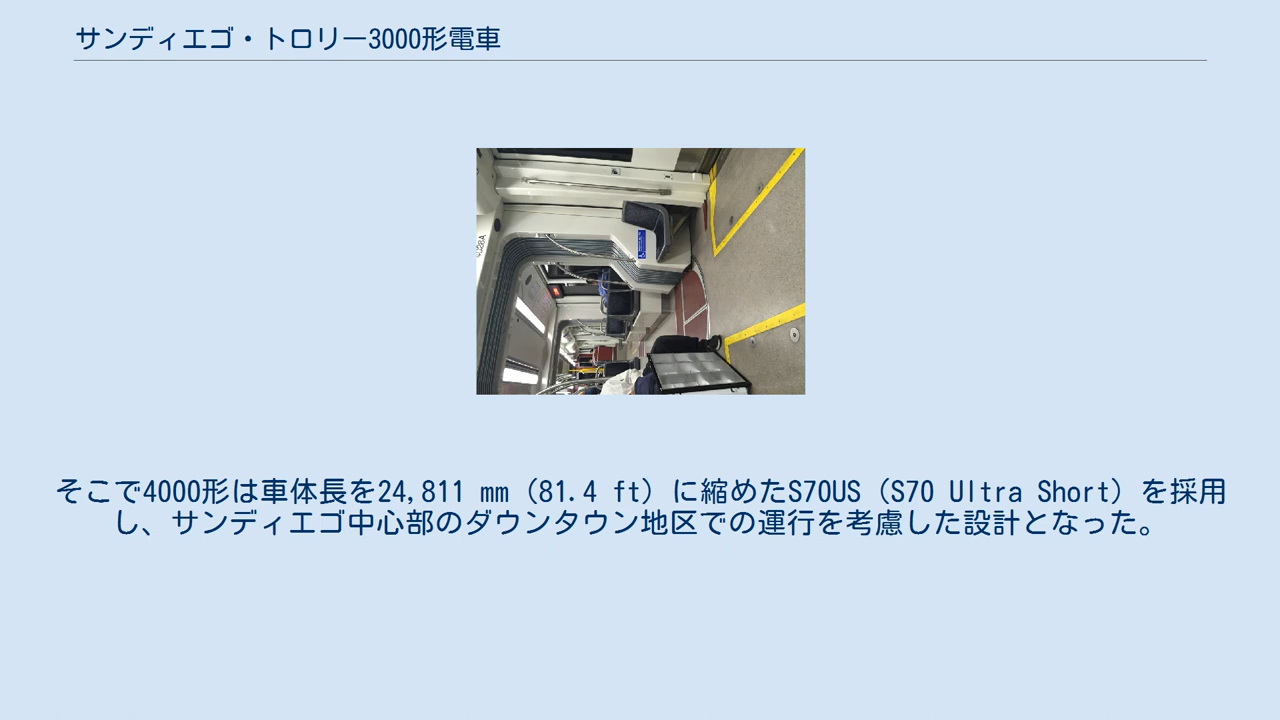 サンディエゴ・トロリー3000形電車
そこで4000形は車体長を24,811 mm（81.4 ft）に縮めたS70US（S70 Ultra Short）を採用
し、サンディエゴ中心部のダウンタウン地区での運行を考慮した設計となった。